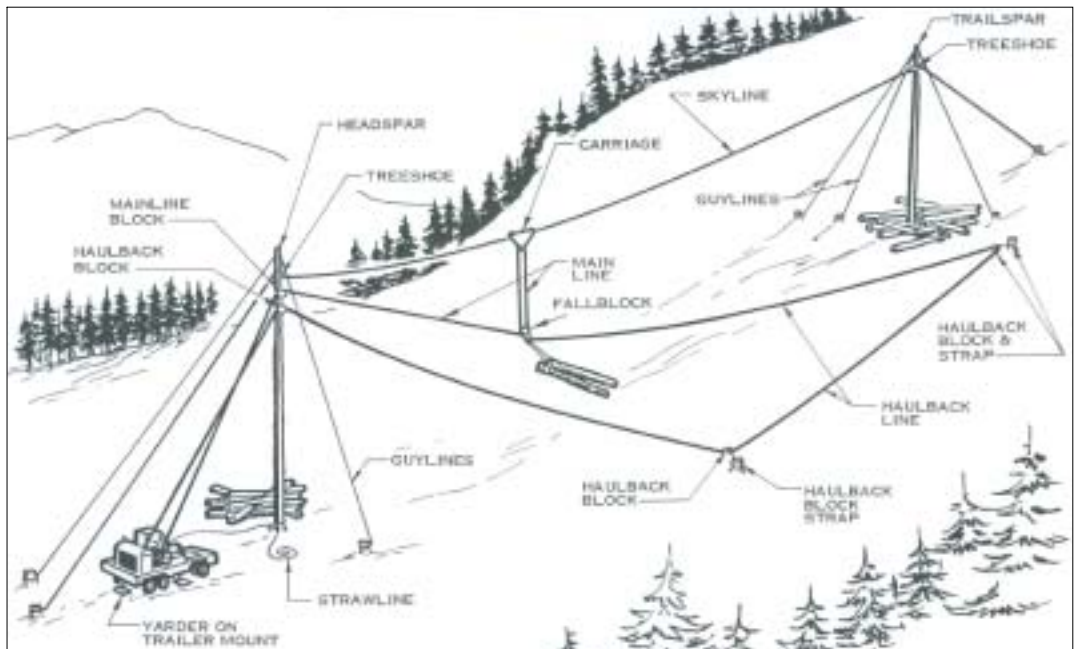 TRAILSPAR
TREESHOE
SKYLINE
HEADSPAR
CARRIAGE
TREESHOE
MAINLINE
BLOCK
GUYLINES
HAULBACK
BLOCK
MAIN
LINE
FALLBLOCK
HAULBACK
BLOCK &
STRAP
HAULBACK
LINE
GUYLINES
HAULBACK
BLOCK
HAULBACK
BLOCK
STRAP
STRAWLINE
YARDER ON
TRAILER MOUNT